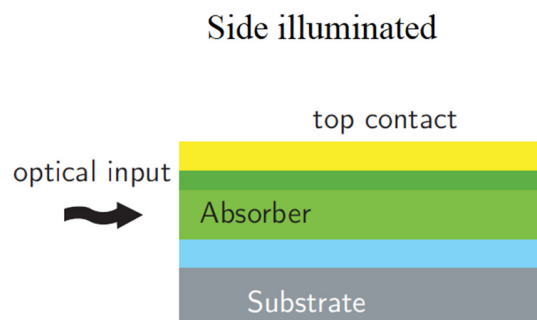 Side illuminated
top contact
optical input
Absorber
Substrate